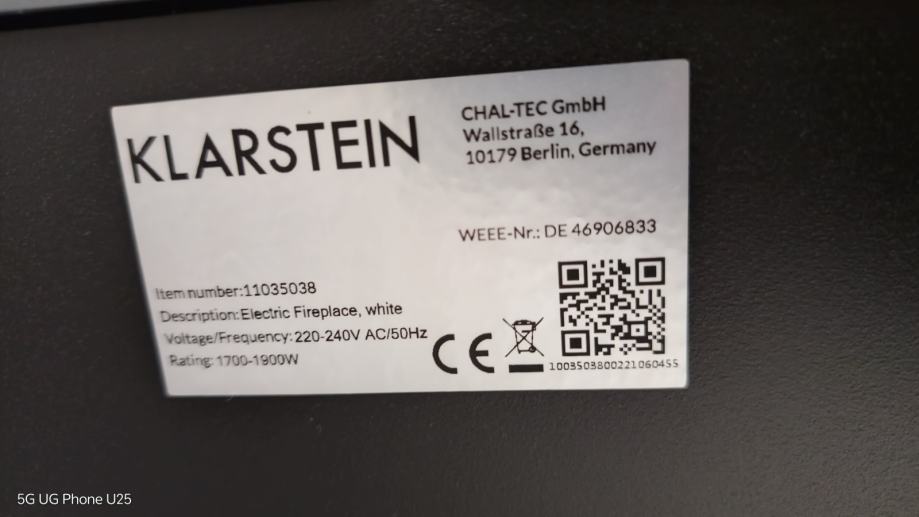 KLARSTEIN
CHAL-TEC GmbH
Wallstraße 16,
10179 Berlin, Germany
WEEE-Nr.: DE 46906833
Item number:11035038
Description:Electric Fireplace, white
Voltage/Frequency:220-240V AC/50Hz
Rating: 1700-1900W
CE
1003503800221060455
5G UG Phone U25